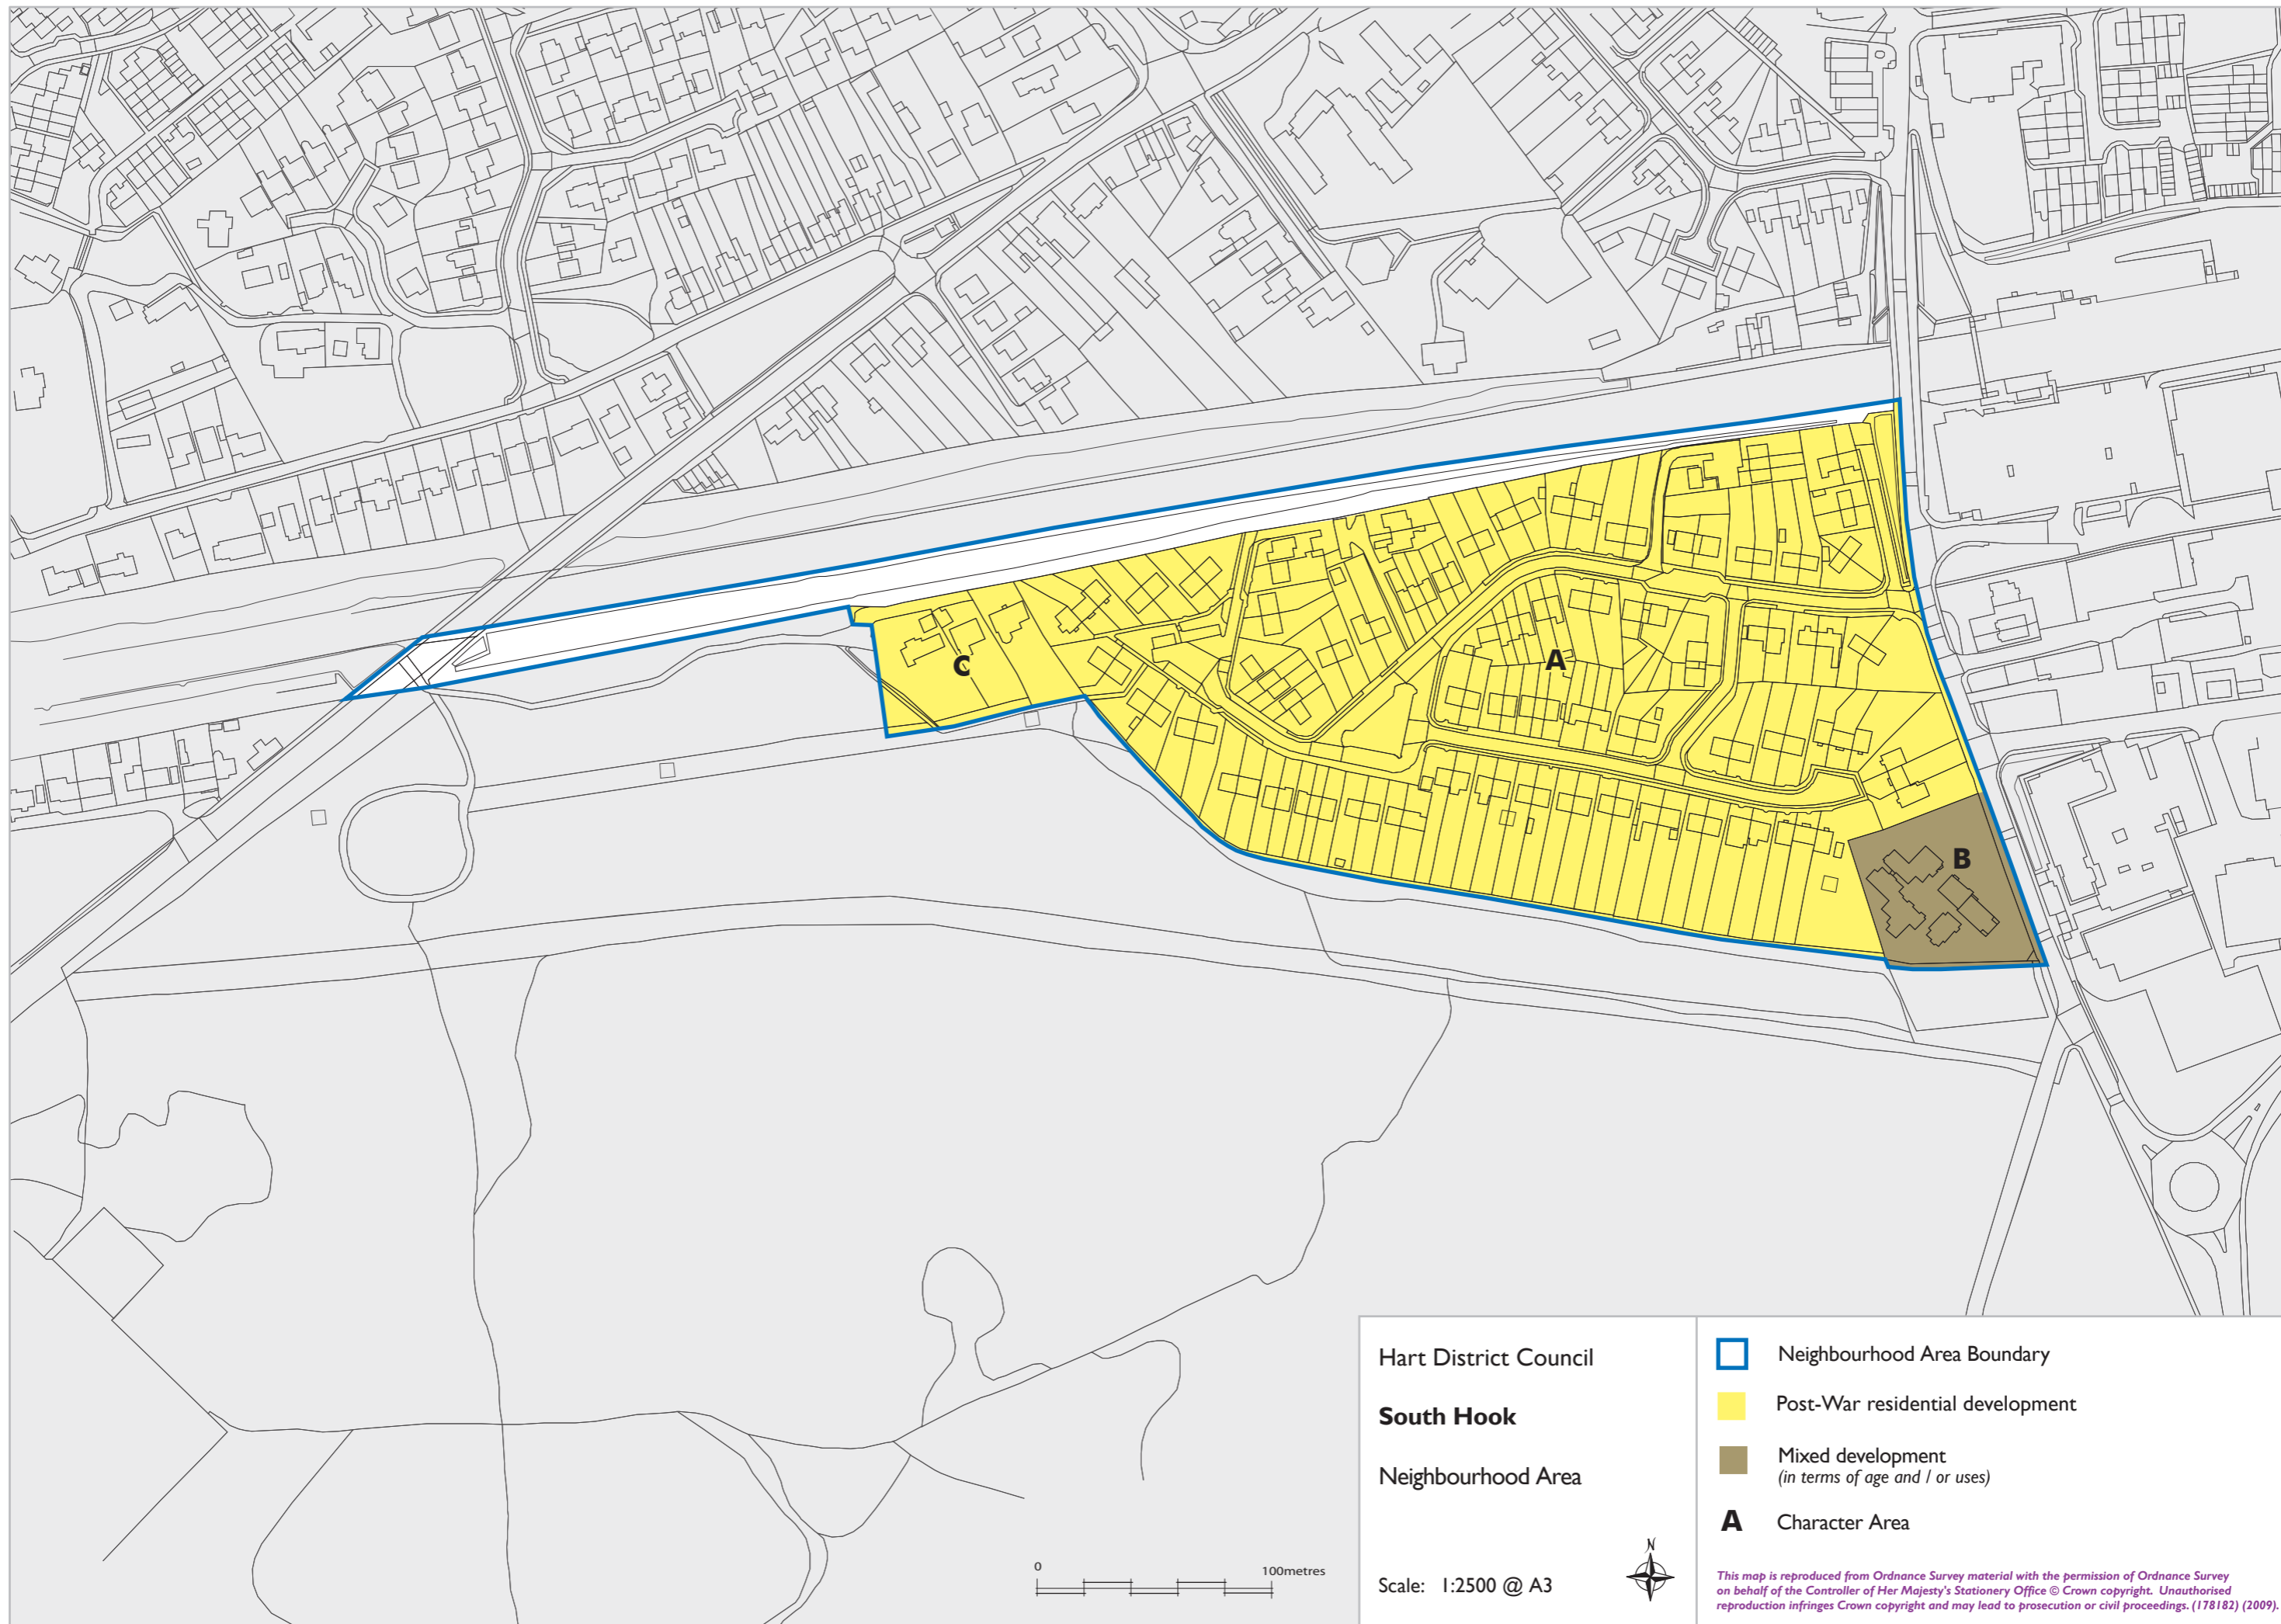 C
A
B
0
100metres
Hart District Council
South Hook
Neighbourhood Area
Scale: 1:2500 @ A3
N
Neighbourhood Area Boundary
Post-War residential development
Mixed development
(in terms of age and / or uses)
A
Character Area
This map is reproduced from Ordnance Survey material with the permission of Ordnance Survey
on behalf of the Controller of Her Majesty's Stationery Office © Crown copyright. Unauthorised
reproduction infringes Crown copyright and may lead to prosecution or civil proceedings. (178182) (2009).